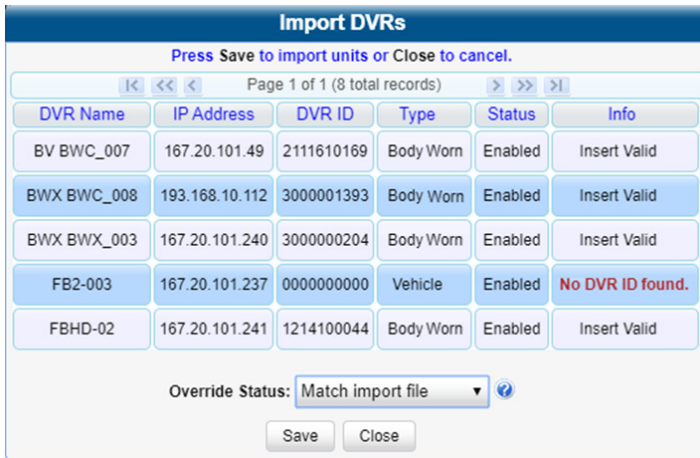 Import DVRs
Press Save to import units or Close to cancel.
|< << < Page 1 of 1 (8 total records) > >> >|
DVR Name IP Address DVR ID Type Status Info
BV BWC_007 167.20.101.49 2111610169 Body Worn Enabled Insert Valid
BWX BWC_008 193.168.10.112 3000001393 Body Worn Enabled Insert Valid
BWX BWX_003 167.20.101.240 3000000204 Body Worn Enabled Insert Valid
FB2-003 167.20.101.237 0000000000 Vehicle Enabled No DVR ID found.
FBHD-02 167.20.101.241 1214100044 Body Worn Enabled Insert Valid
Override Status: Match import file ?
Save Close